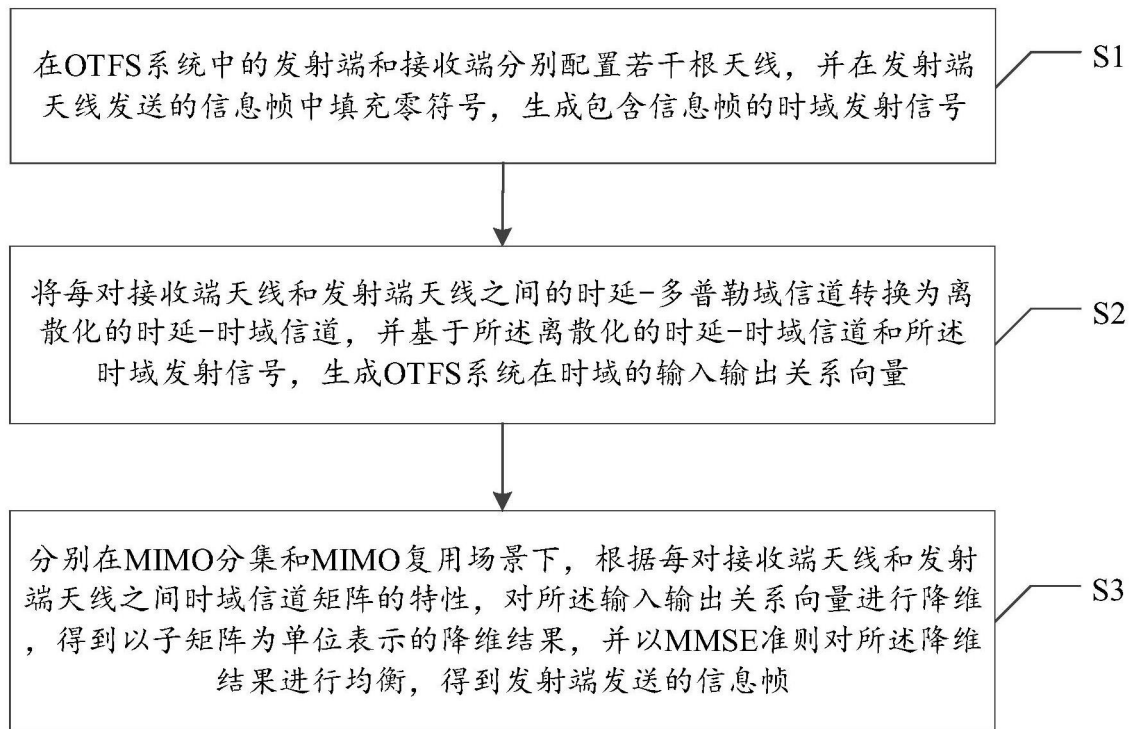 在OTFS系统中的发射端和接收端分别配置若干根天线，并在发射端
天线发送的信息帧中填充零符号，生成包含信息帧的时域发射信号
S1
将每对接收端天线和发射端天线之间的时延-多普勒域信道转换为离
散化的时延-时域信道，并基于所述离散化的时延-时域信道和所述
时域发射信号，生成OTFS系统在时域的输入输出关系向量
S2
分别在MIMO分集和MIMO复用场景下，根据每对接收端天线和发射
端天线之间时域信道矩阵的特性，对所述输入输出关系向量进行降维
，得到以子矩阵为单位表示的降维结果，并以MMSE准则对所述降维
结果进行均衡，得到发射端发送的信息帧
S3